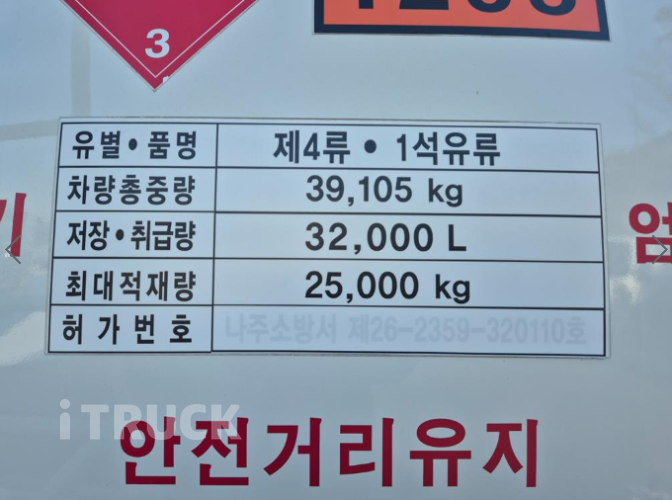 3
유별•품명 제4류 • 1석유류
차량총중량 39,105 kg
저장•취급량 32,000 L
최대적재량 25,000 kg
허가번호 나주소방서 제26-2359-320110호
iTRUCK
안전거리유지